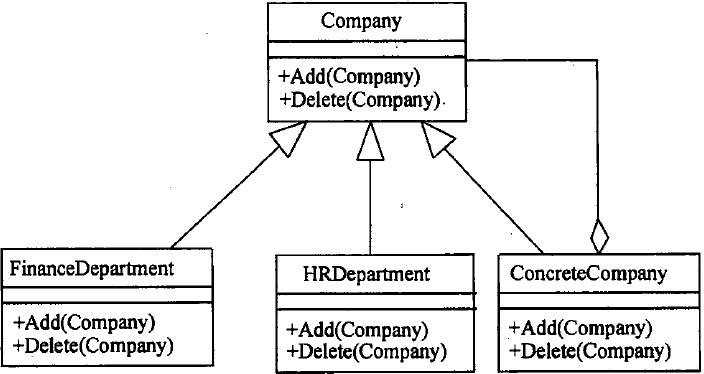 Company
+Add(Company)
+Delete(Company)
FinanceDepartment
+Add(Company)
+Delete(Company)
HRDepartment
+Add(Company)
+Delete(Company)
ConcreteCompany
+Add(Company)
+Delete(Company)